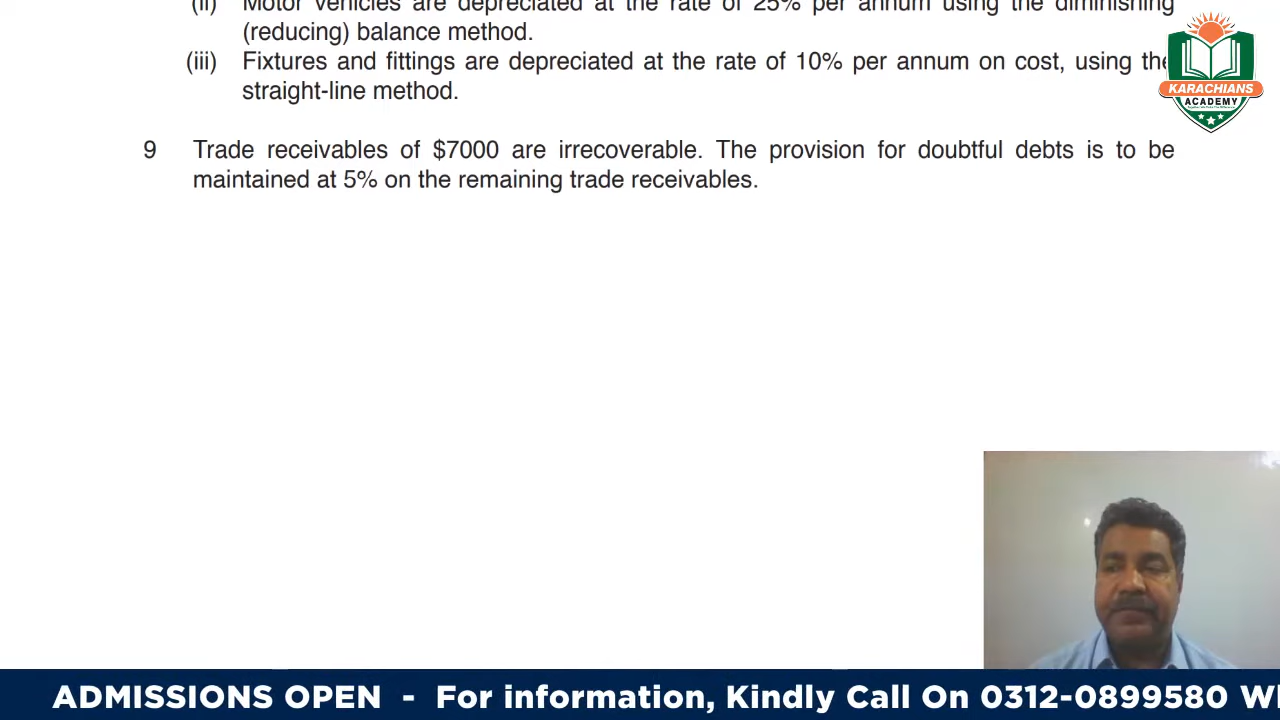 (ii) Motor vehicles are depreciated at the rate of 25% per annum using the diminishing
(reducing) balance method.
(iii) Fixtures and fittings are depreciated at the rate of 10% per annum on cost, using the
straight-line method.
KARACHIANS
ACADEMY
9 Trade receivables of $7000 are irrecoverable. The provision for doubtful debts is to be
maintained at 5% on the remaining trade receivables.
ADMISSIONS OPEN - For information, Kindly Call On 0312-0899580